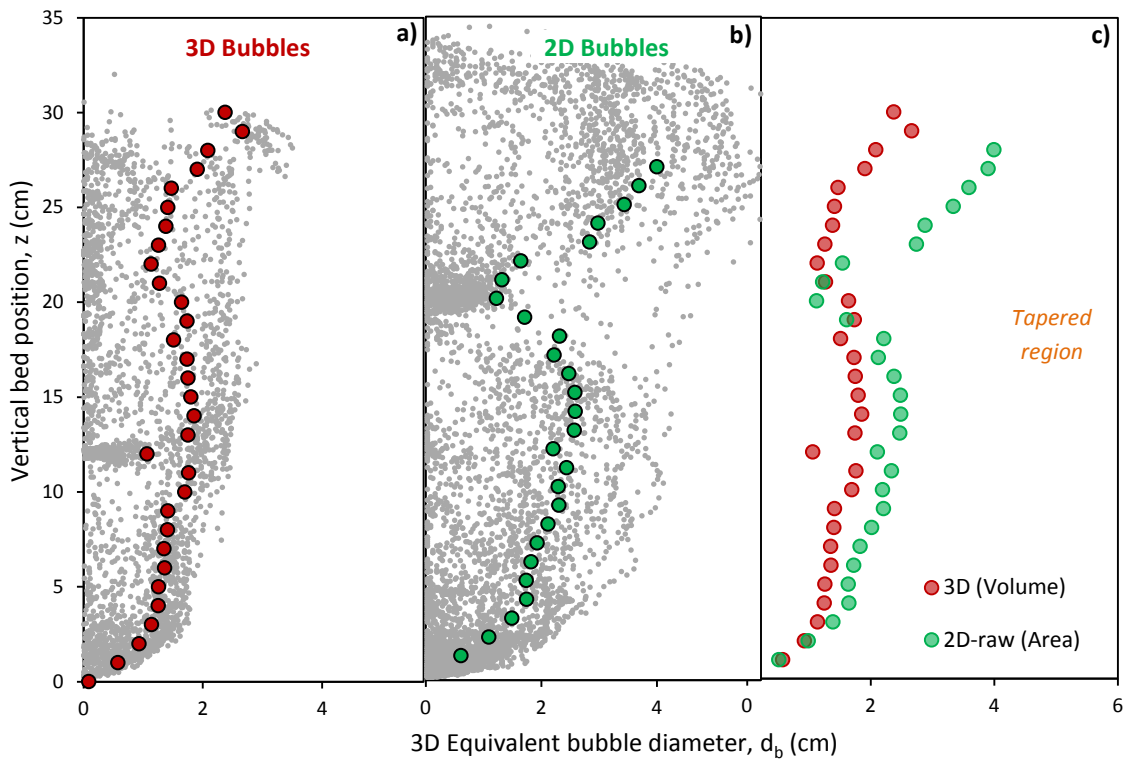 35
30
25
20
15
10
5
0
Vertical bed position, z (cm)
a)
3D Bubbles
b)
2D Bubbles
c)
Tapered
region
3D (Volume)
2D-raw (Area)
0 2 4 0 2 4 0 2 4 6
3D Equivalent bubble diameter, db (cm)